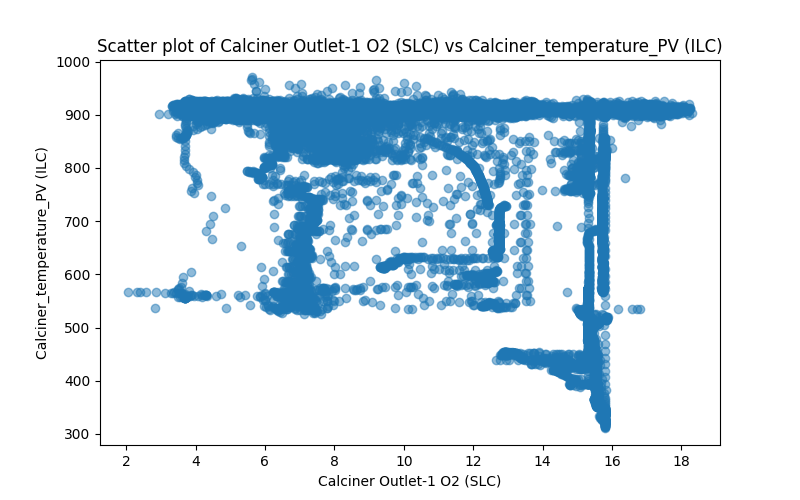 Scatter plot of Calciner Outlet-1 O2 (SLC) vs Calciner_temperature_PV (ILC)
1000
900
800
700
600
500
400
300
Calciner_temperature_PV (ILC)
2 4 6 8 10 12 14 16 18
Calciner Outlet-1 O2 (SLC)